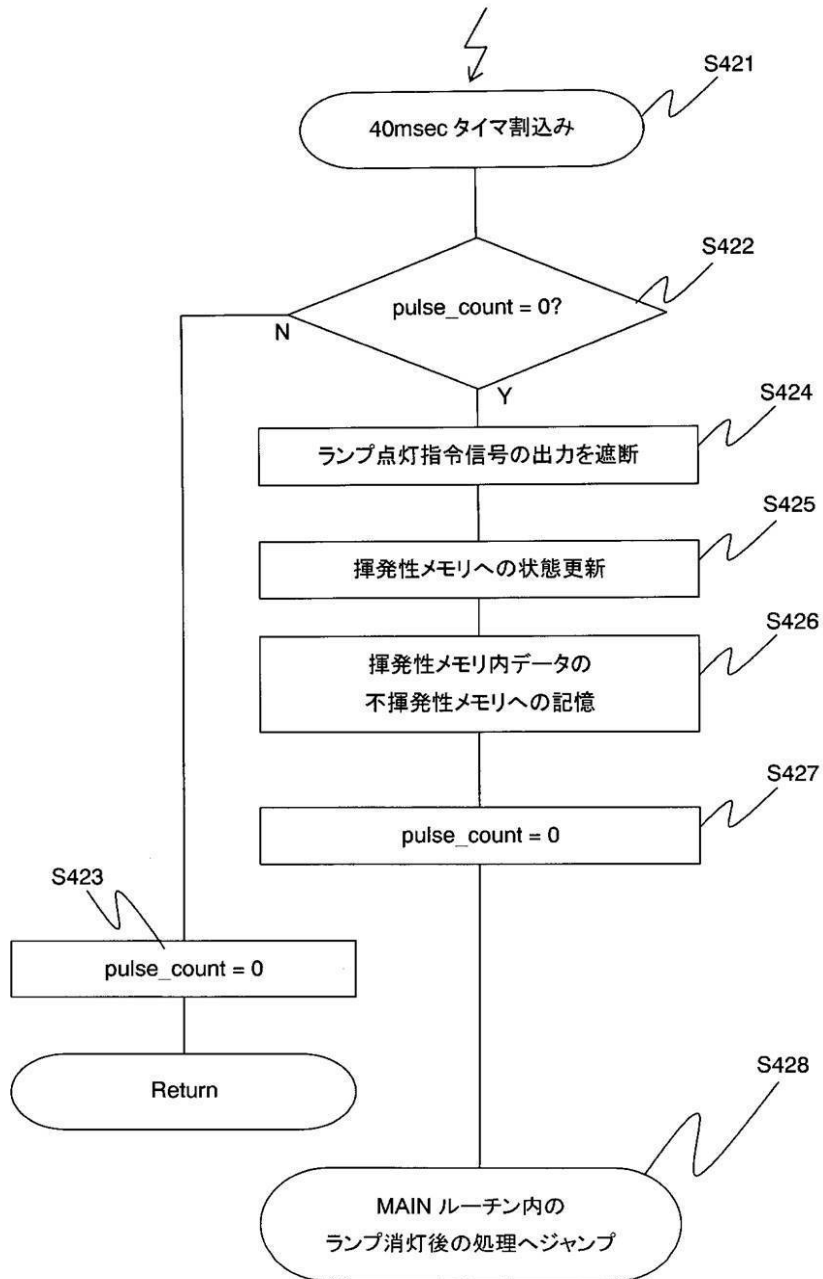 S421
40msec タイマ割込み
S422
pulse_count = 0?
N
Y
S424
ランプ点灯指令信号の出力を遮断
S425
揮発性メモリへの状態更新
S426
揮発性メモリ内データの
不揮発性メモリへの記憶
S427
pulse_count = 0
S423
pulse_count = 0
Return
S428
MAIN ルーチン内の
ランプ消灯後の処理へジャンプ